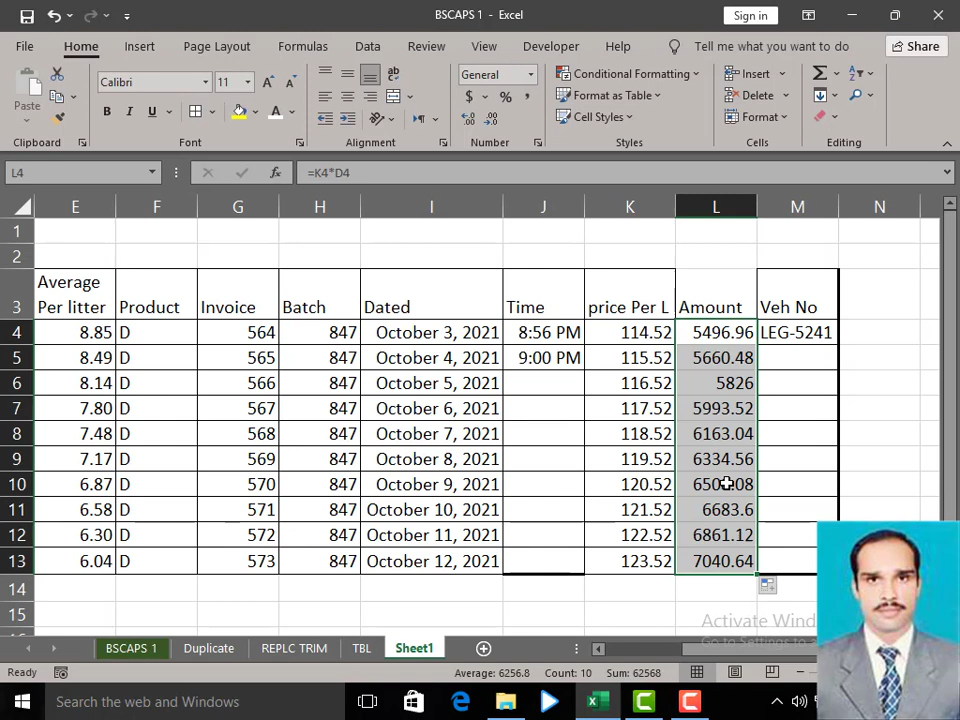 BSCAPS 1 - Excel
Sign in
File Home Insert Page Layout Formulas Data Review View Developer Help Tell me what you want to do Share
Paste
Calibri 11
B I U A
ab
General
$ %
Conditional Formatting
Format as Table
Cell Styles
Insert
Delete
Format
Clipboard Font Alignment Number Styles Cells Editing
L4 fx =K4*D4
E F G H I J K L M N
1
2
Average
3 Per litter Product Invoice Batch Dated Time price Per L Amount Veh No
4 8.85 D 564 847 October 3, 2021 8:56 PM 114.52 5496.96 LEG-5241
5 8.49 D 565 847 October 4, 2021 9:00 PM 115.52 5660.48
6 8.14 D 566 847 October 5, 2021 116.52 5826
7 7.80 D 567 847 October 6, 2021 117.52 5993.52
8 7.48 D 568 847 October 7, 2021 118.52 6163.04
9 7.17 D 569 847 October 8, 2021 119.52 6334.56
10 6.87 D 570 847 October 9, 2021 120.52
11 6.58 D 571 847 October 10, 2021 121.52 6683.6
12 6.30 D 572 847 October 11, 2021 122.52 6861.12
13 6.04 D 573 847 October 12, 2021 123.52 7040.64
14
15
Activate
Go to Settings to
BSCAPS 1 Duplicate REPLC TRIM TBL Sheet1
Ready Average: 6256.8 Count: 10 Sum: 62568
Search the web and Windows